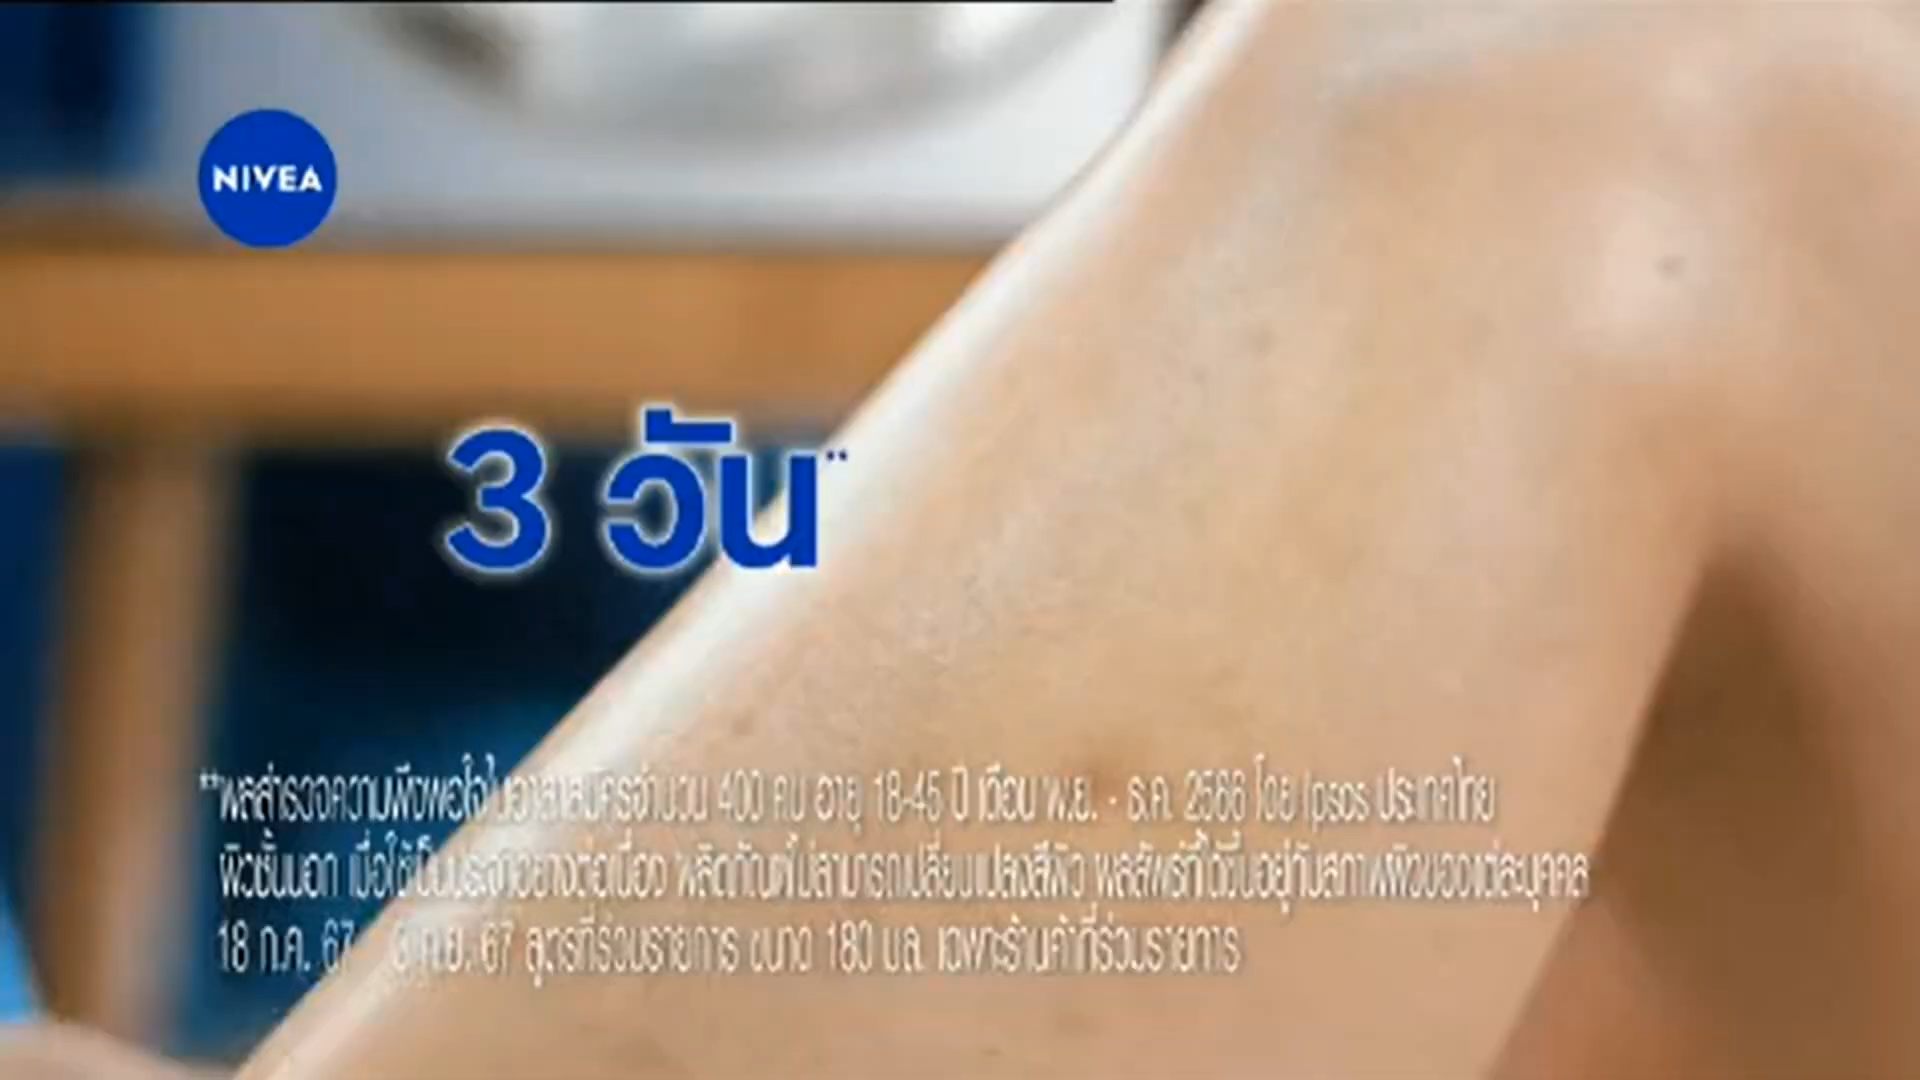 NIVEA
3 วัน**
**ผลสำรวจความพึงพอใจในอาสาสมัครจำนวน 400 คน อายุ 18-45 ปี เดือน พ.ย. - ธ.ค. 2566 โดย Ipsos ประเทศไทย
ผิวชั้นนอก เมื่อใช้เป็นประจำอย่างต่อเนื่อง ผลิตภัณฑ์ไม่สามารถเปลี่ยนแปลงสีผิว ผลลัพธ์ที่ได้ขึ้นอยู่กับสภาพผิวของแต่ละบุคคล
18 ก.ค. 67 - ก.ย. 67 สูตรที่ร่วมรายการ ขนาด 180 มล. เฉพาะร้านค้าที่ร่วมรายการ